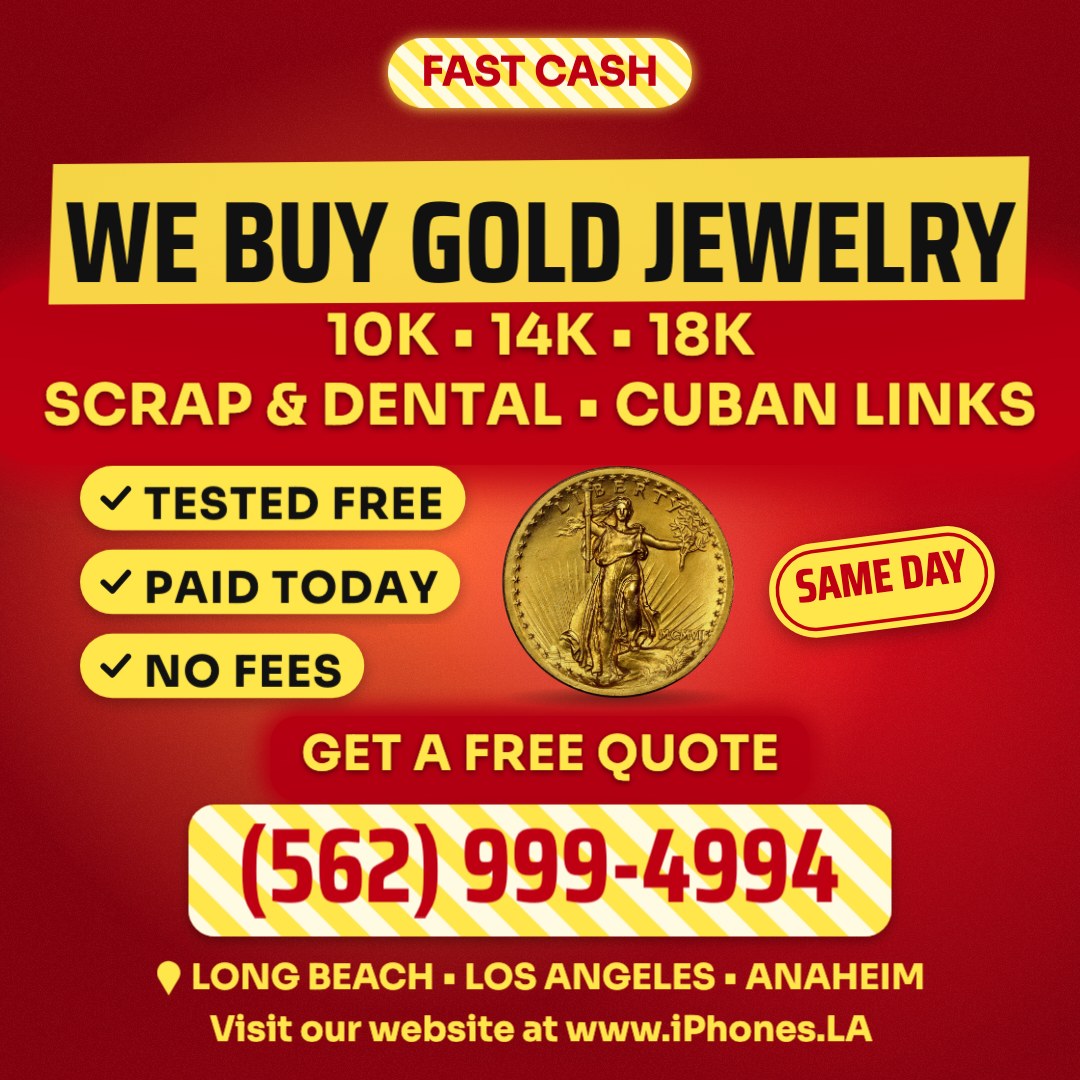 FAST CASH
WE BUY GOLD JEWELRY
10K ▪ 14K ▪ 18K
SCRAP & DENTAL ▪ CUBAN LINKS
✓ TESTED FREE
✓ PAID TODAY
✓ NO FEES
LIBERTY
MCMVII
SAME DAY
GET A FREE QUOTE
(562) 999-4994
LONG BEACH ▪ LOS ANGELES ▪ ANAHEIM
Visit our website at www.iPhones.LA